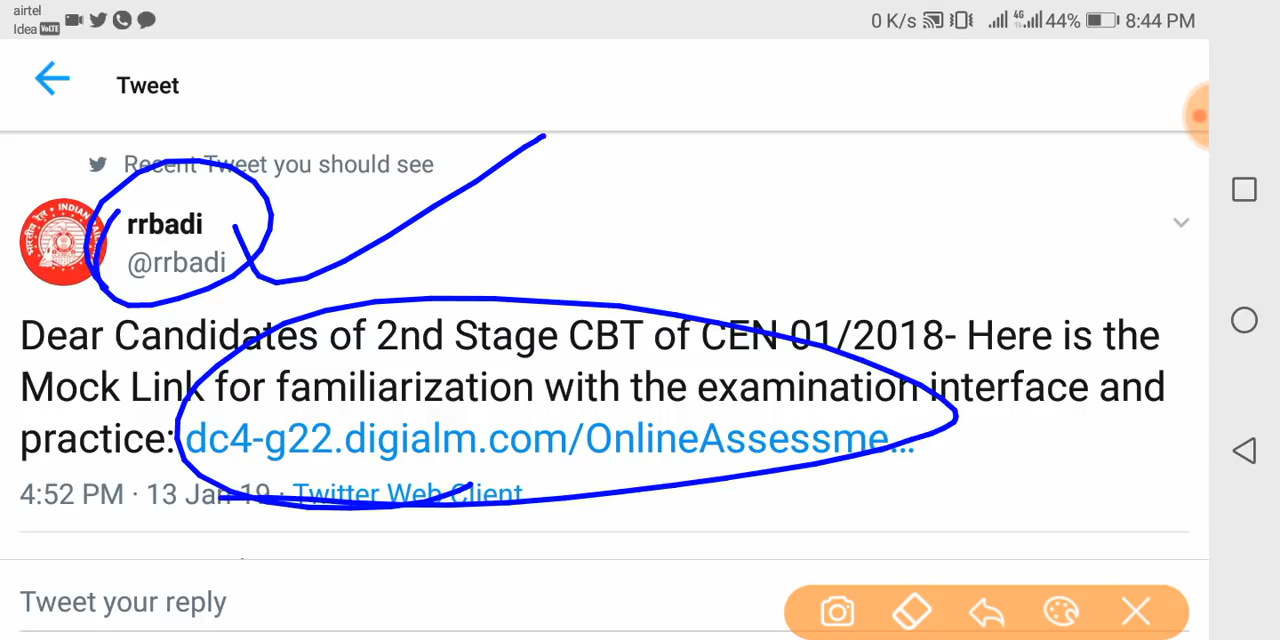 airtel
Idea VoLTE
0 K/s 4G 44% 8:44 PM
Tweet
Recent Tweet you should see
rrbadi
@rrbadi
Dear Candidates of 2nd Stage CBT of CEN 01/2018- Here is the
Mock Link for familiarization with the examination interface and
practice: dc4-g22.digialm.com/OnlineAssessme...
4:52 PM · 13 Jan 19 · Twitter Web Client
Tweet your reply